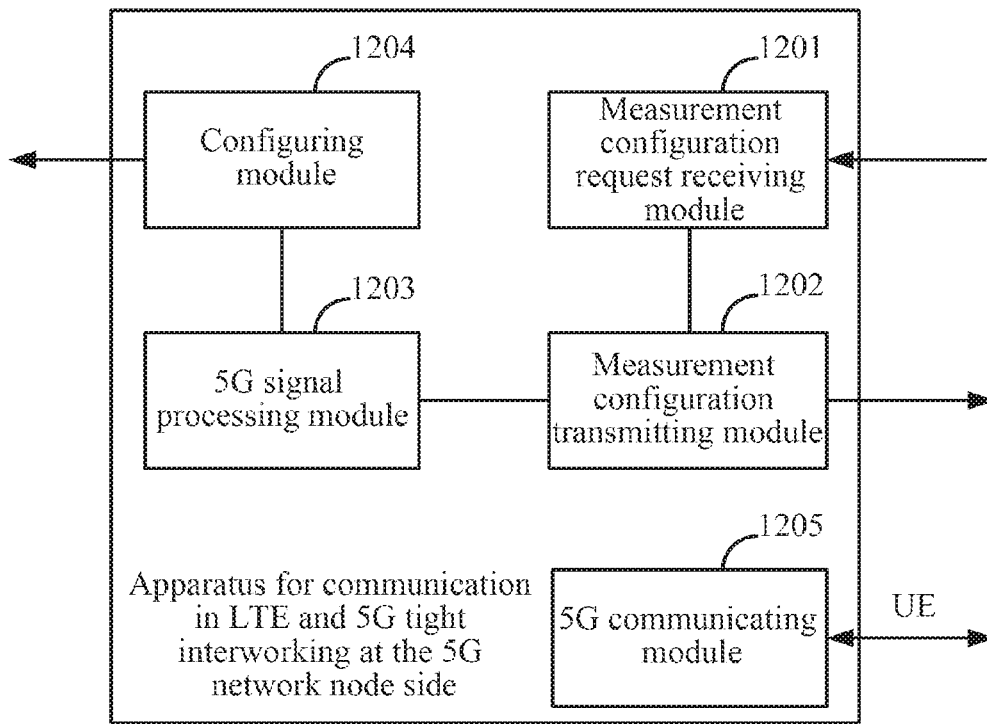 1204
Configuring
module
1201
Measurement
configuration
request receiving
module
1203
5G signal
processing module
1202
Measurement
configuration
transmitting module
1205
5G communicating
module
UE
Apparatus for communication
in LTE and 5G tight
interworking at the 5G
network node side